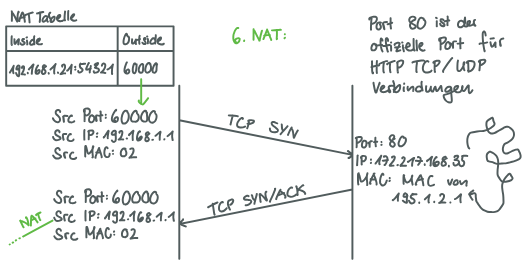 NAT Tabelle
Inside Outside
192.168.1.21:54321 60000
6. NAT:
Port 80 ist der
offizielle Port für
HTTP TCP/UDP
Verbindungen
Src Port: 60000
Src IP: 192.168.1.1
Src MAC: 02
TCP SYN
Port: 80
IP: 172.217.168.35
MAC: MAC von
195.1.2.1
TCP SYN/ACK
Src Port: 60000
Src IP: 192.168.1.1
Src MAC: 02
NAT